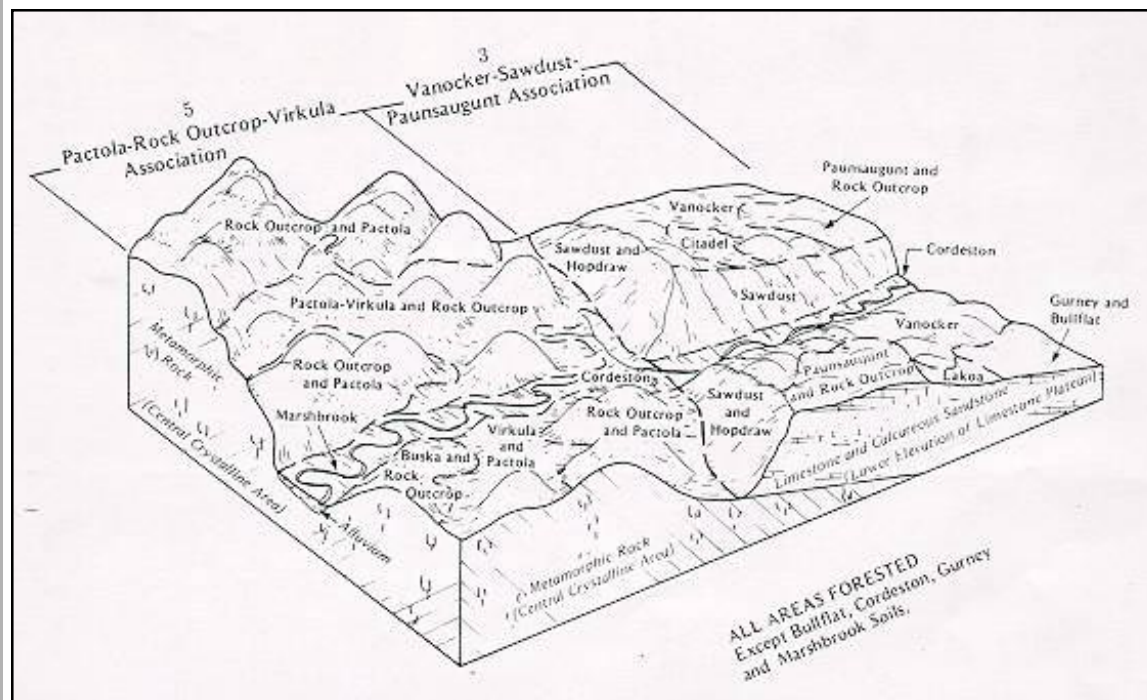 5
Pactola-Rock Outcrop-Virkula
Association
3
Vanocker-Sawdust-
Paunsaugunt Association
Paunsaugunt and
Rock Outcrop
Vanocker
Rock Outcrop and Pactola
Sawdust and
Hopdraw
Citadel
Cordeston
Sawdust
Gurney and
Bullflat
Pactola-Virkula and Rock Outcrop
Vanocker
Metamorphic
Rock
(Central Crystalline Area)
Rock Outcrop
and Pactola
Paunsaugunt
and Rock Outcrop
Lakoa
Cordeston
Marshbrook
Rock Outcrop
and Pactola
Sawdust
and
Hopdraw
Virkula
and
Pactola
Buska and
Rock
Outcrop
Limestone and Calcureous Sandstone
(Lower Elevation of Limestone Plateau)
Alluvium
Metamorphic Rock
(Central Crystalline Area)
ALL AREAS FORESTED
Except Bullflat, Cordeston, Gurney
and Marshbrook Soils.